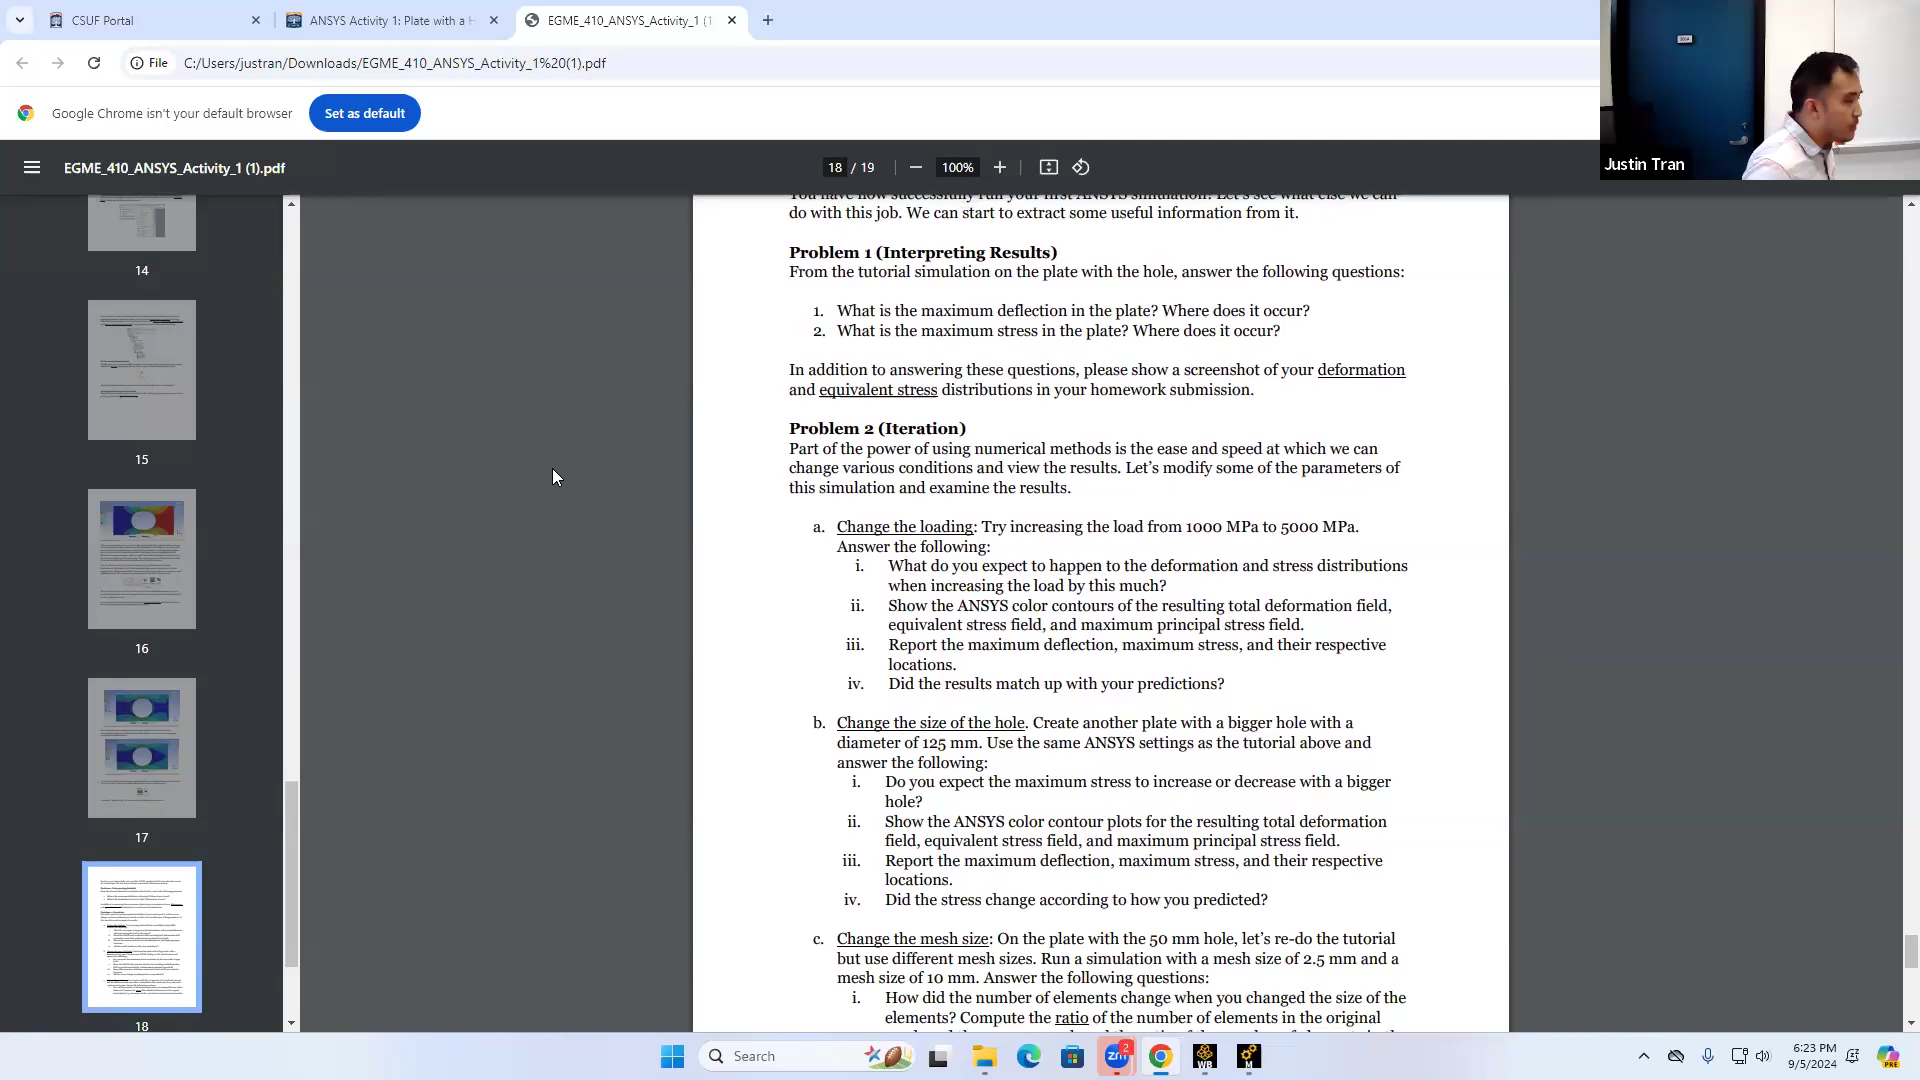 CSUF Portal
ANSYS Activity 1: Plate with a H
EGME_410_ANSYS_Activity_1 (1
File
C:/Users/justran/Downloads/EGME_410_ANSYS_Activity_1%20(1).pdf
Google Chrome isn't your default browser
Set as default
EGME_410_ANSYS_Activity_1 (1).pdf
18 / 19
100%
Justin Tran
14
15
16
17
18
You have now successfully run your first ANSYS simulation! Let's see what else we can
do with this job. We can start to extract some useful information from it.
Problem 1 (Interpreting Results)
From the tutorial simulation on the plate with the hole, answer the following questions:
1. What is the maximum deflection in the plate? Where does it occur?
2. What is the maximum stress in the plate? Where does it occur?
In addition to answering these questions, please show a screenshot of your deformation
and equivalent stress distributions in your homework submission.
Problem 2 (Iteration)
Part of the power of using numerical methods is the ease and speed at which we can
change various conditions and view the results. Let's modify some of the parameters of
this simulation and examine the results.
a. Change the loading: Try increasing the load from 1000 MPa to 5000 MPa.
Answer the following:
i. What do you expect to happen to the deformation and stress distributions
when increasing the load by this much?
ii. Show the ANSYS color contours of the resulting total deformation field,
equivalent stress field, and maximum principal stress field.
iii. Report the maximum deflection, maximum stress, and their respective
locations.
iv. Did the results match up with your predictions?
b. Change the size of the hole. Create another plate with a bigger hole with a
diameter of 125 mm. Use the same ANSYS settings as the tutorial above and
answer the following:
i. Do you expect the maximum stress to increase or decrease with a bigger
hole?
ii. Show the ANSYS color contour plots for the resulting total deformation
field, equivalent stress field, and maximum principal stress field.
iii. Report the maximum deflection, maximum stress, and their respective
locations.
iv. Did the stress change according to how you predicted?
c. Change the mesh size: On the plate with the 50 mm hole, let's re-do the tutorial
but use different mesh sizes. Run a simulation with a mesh size of 2.5 mm and a
mesh size of 10 mm. Answer the following questions:
i. How did the number of elements change when you changed the size of the
elements? Compute the ratio of the number of elements in the original
Search
zm
2
WB
M
6:23 PM
9/5/2024
PRE